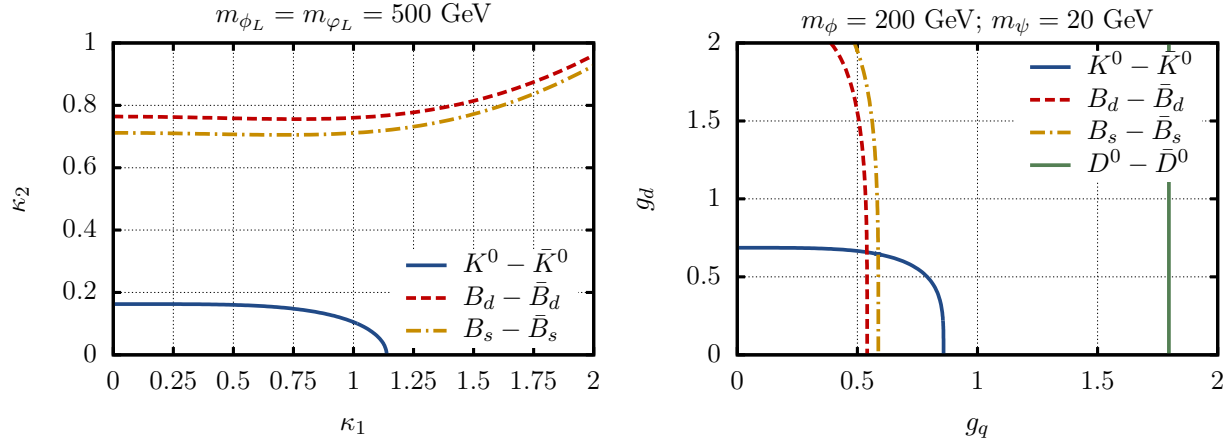 $m_{\phi_L} = m_{\varphi_L} = 500$ GeV
1
0.8
0.6
0.4
0.2
0
$\kappa_2$
$K^0 - \bar{K}^0$
$B_d - \bar{B}_d$
$B_s - \bar{B}_s$
0 0.25 0.5 0.75 1 1.25 1.5 1.75 2
$\kappa_1$
$m_\phi = 200$ GeV; $m_\psi = 20$ GeV
2
1.5
1
0.5
0
$g_d$
$K^0 - \bar{K}^0$
$B_d - \bar{B}_d$
$B_s - \bar{B}_s$
$D^0 - \bar{D}^0$
0 0.5 1 1.5 2
$g_q$